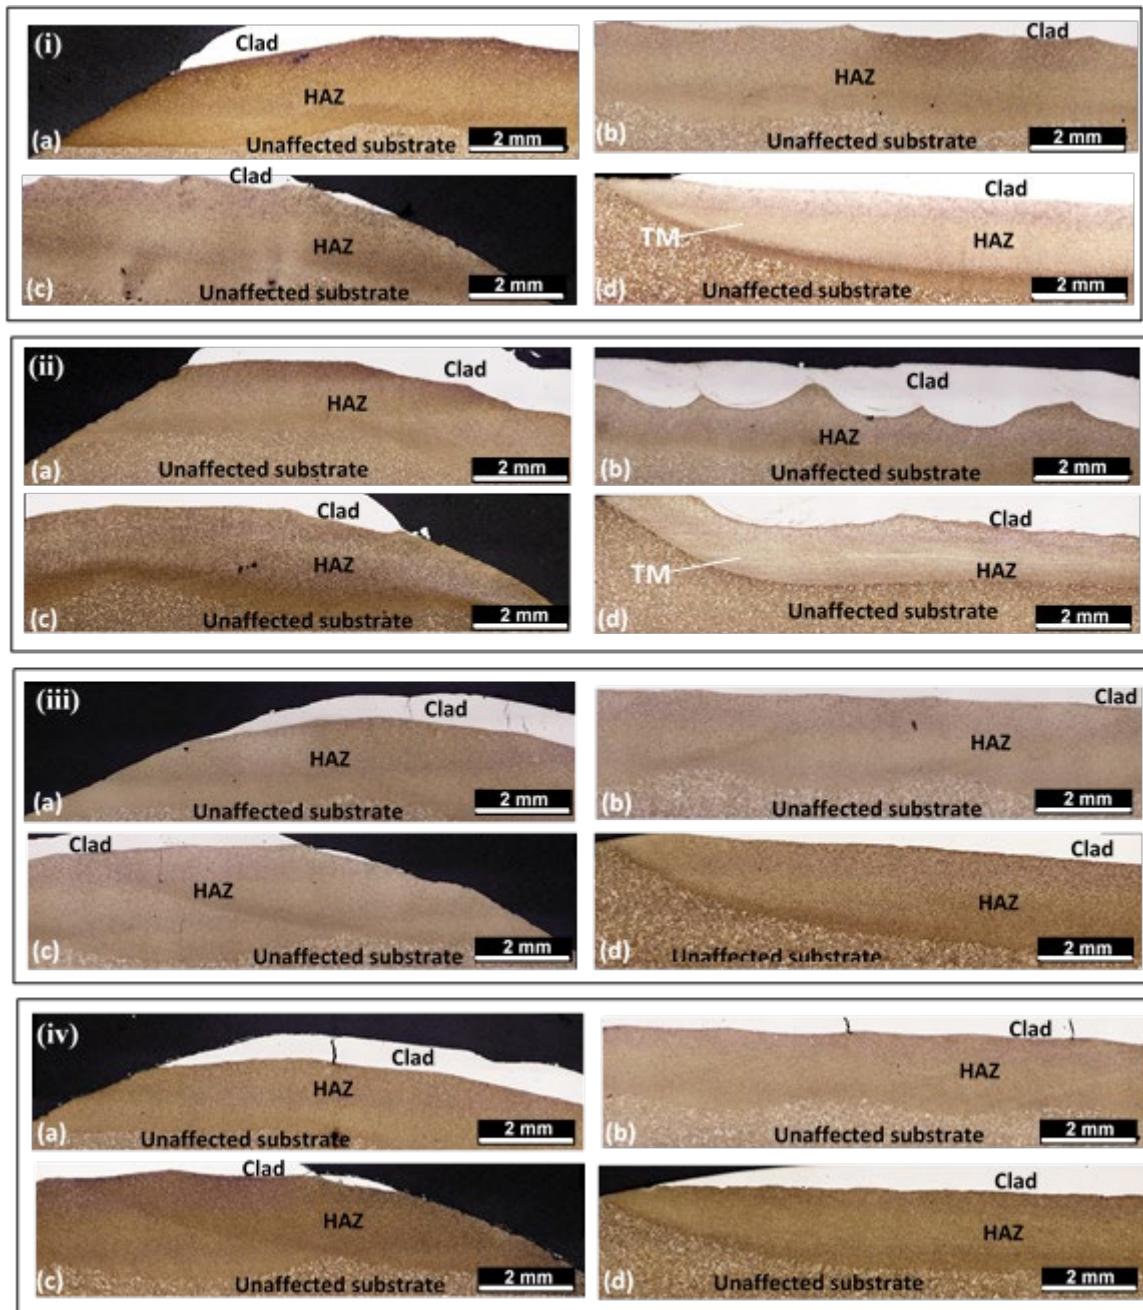 (i)
Clad
HAZ
Unaffected substrate
(a)
2 mm
Clad
HAZ
Unaffected substrate
(b)
2 mm
Clad
HAZ
Unaffected substrate
(c)
2 mm
Clad
TM
HAZ
Unaffected substrate
(d)
2 mm
(ii)
Clad
HAZ
Unaffected substrate
(a)
2 mm
Clad
HAZ
Unaffected substrate
(b)
2 mm
Clad
HAZ
Unaffected substrate
(c)
2 mm
Clad
TM
HAZ
Unaffected substrate
(d)
2 mm
(iii)
Clad
HAZ
Unaffected substrate
(a)
2 mm
Clad
HAZ
Unaffected substrate
(b)
2 mm
Clad
HAZ
Unaffected substrate
(c)
2 mm
Clad
HAZ
Unaffected substrate
(d)
2 mm
(iv)
Clad
HAZ
Unaffected substrate
(a)
2 mm
Clad
HAZ
Unaffected substrate
(b)
2 mm
Clad
HAZ
Unaffected substrate
(c)
2 mm
Clad
HAZ
Unaffected substrate
(d)
2 mm